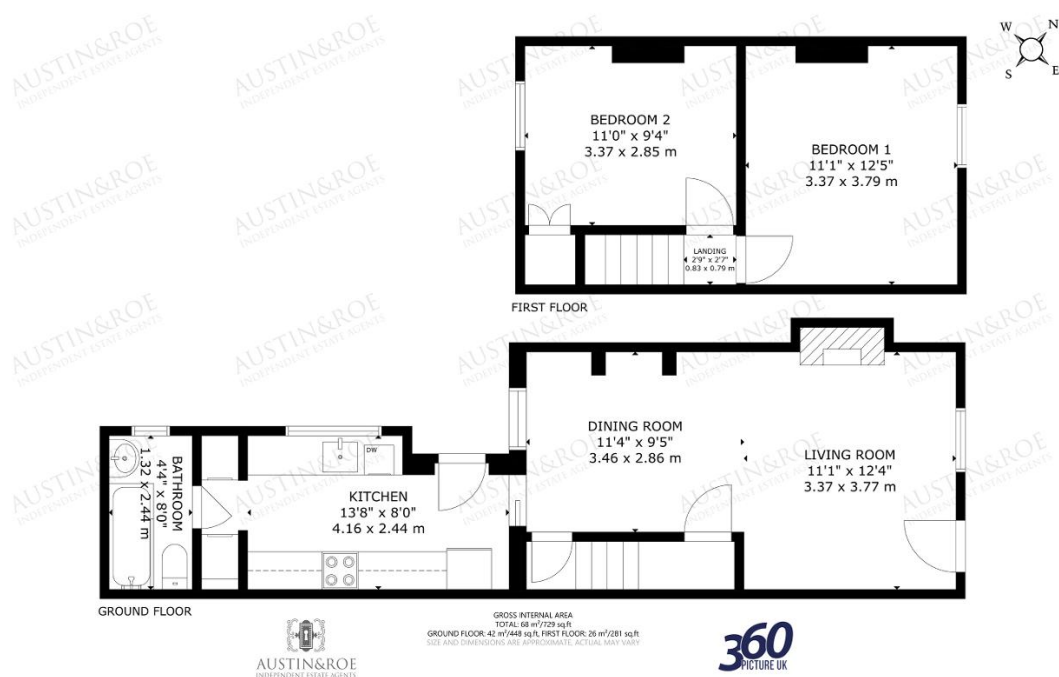 W N
S E
BEDROOM 2
11'0" x 9'4"
3.37 x 2.85 m
BEDROOM 1
11'1" x 12'5"
3.37 x 3.79 m
LANDING
2'9" x 2'7"
0.83 x 0.79 m
FIRST FLOOR
DINING ROOM
11'4" x 9'5"
3.46 x 2.86 m
LIVING ROOM
11'1" x 12'4"
3.37 x 3.77 m
BATHROOM
4'4" x 8'0"
1.32 x 2.44 m
DW
KITCHEN
13'8" x 8'0"
4.16 x 2.44 m
GROUND FLOOR
GROSS INTERNAL AREA
TOTAL: 68 m²/729 sq.ft
GROUND FLOOR: 42 m²/448 sq.ft, FIRST FLOOR: 26 m²/281 sq.ft
SIZE AND DIMENSIONS ARE APPROXIMATE, ACTUAL MAY VARY
AUSTIN&ROE
INDEPENDENT ESTATE AGENTS
360
PICTURE UK